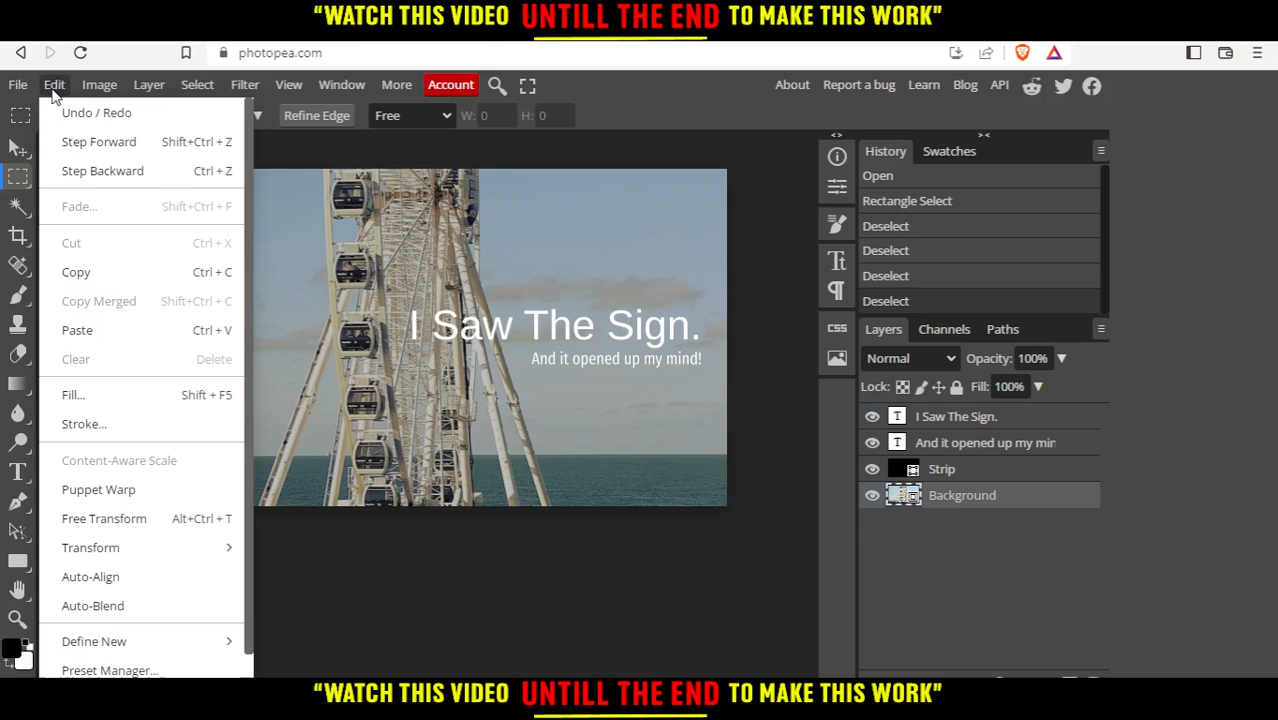 “WATCH THIS VIDEO UNTILL THE END TO MAKE THIS WORK”
photopea.com
File Edit Image Layer Select Filter View Window More Account About Report a bug Learn Blog API
Refine Edge Free W: 0 H: 0
Undo / Redo
Step Forward Shift+Ctrl + Z
Step Backward Ctrl + Z
Fade... Shift+Ctrl + F
Cut Ctrl + X
Copy Ctrl + C
Copy Merged Shift+Ctrl + C
Paste Ctrl + V
Clear Delete
Fill... Shift + F5
Stroke...
Content-Aware Scale
Puppet Warp
Free Transform Alt+Ctrl + T
Transform
Auto-Align
Auto-Blend
Define New
Preset Manager...
I Saw The Sign.
And it opened up my mind!
< >
> <
History Swatches
Open
Rectangle Select
Deselect
Deselect
Deselect
Deselect
Layers Channels Paths
Normal Opacity: 100%
Lock: Fill: 100%
T I Saw The Sign.
T And it opened up my mir
Strip
Background
Tt
¶
CSS
T
“WATCH THIS VIDEO UNTILL THE END TO MAKE THIS WORK”